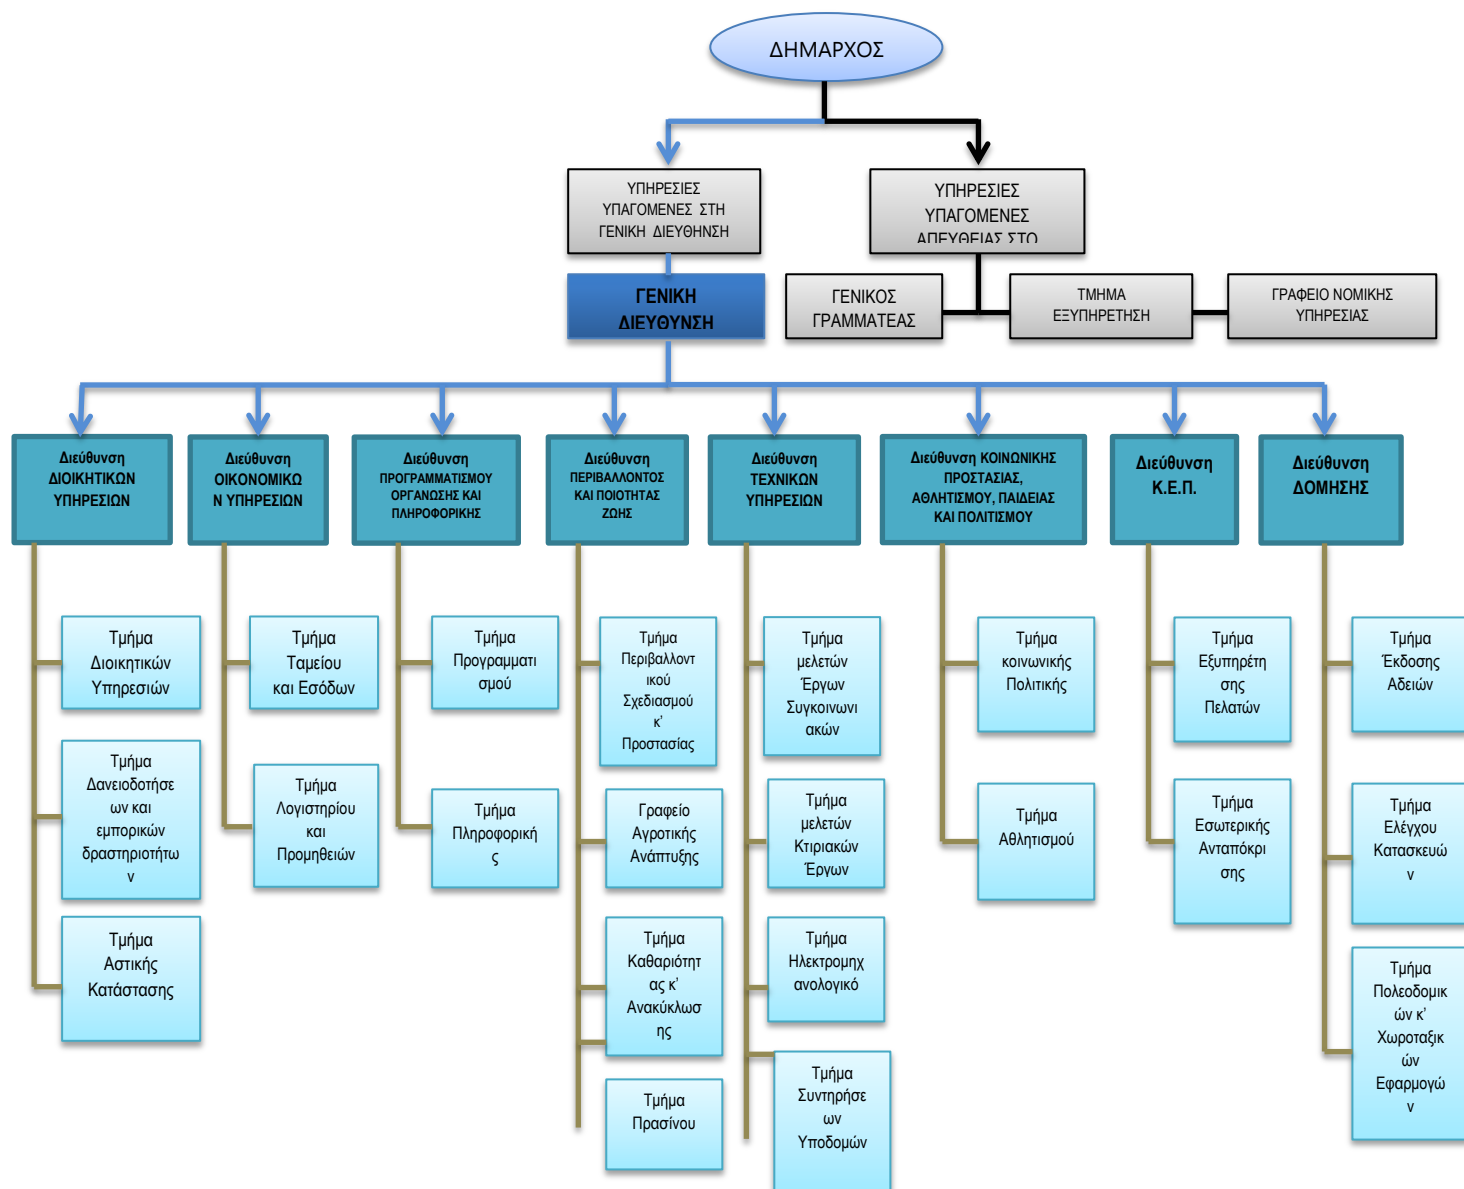 ΔΗΜΑΡΧΟΣ
ΥΠΗΡΕΣΙΕΣ
ΥΠΑΓΟΜΕΝΕΣ ΣΤΗ
ΓΕΝΙΚΗ ΔΙΕΥΘΗΝΣΗ
ΥΠΗΡΕΣΙΕΣ
ΥΠΑΓΟΜΕΝΕΣ
ΑΠΕΥΘΕΙΑΣ ΣΤΟ
ΓΕΝΙΚΗ
ΔΙΕΥΘΥΝΣΗ
ΓΕΝΙΚΟΣ
ΓΡΑΜΜΑΤΕΑΣ
ΤΜΗΜΑ
ΕΞΥΠΗΡΕΤΗΣΗ
ΓΡΑΦΕΙΟ ΝΟΜΙΚΗΣ
ΥΠΗΡΕΣΙΑΣ
Διεύθυνση
ΔΙΟΙΚΗΤΙΚΩΝ
ΥΠΗΡΕΣΙΩΝ
Διεύθυνση
ΟΙΚΟΝΟΜΙΚΩ
Ν ΥΠΗΡΕΣΙΩΝ
Διεύθυνση
ΠΡΟΓΡΑΜΜΑΤΙΣΜΟΥ
ΟΡΓΑΝΩΣΗΣ ΚΑΙ
ΠΛΗΡΟΦΟΡΙΚΗΣ
Διεύθυνση
ΠΕΡΙΒΑΛΛΟΝΤΟΣ
ΚΑΙ ΠΟΙΟΤΗΤΑΣ
ΖΩΗΣ
Διεύθυνση
ΤΕΧΝΙΚΩΝ
ΥΠΗΡΕΣΙΩΝ
Διεύθυνση ΚΟΙΝΩΝΙΚΗΣ
ΠΡΟΣΤΑΣΙΑΣ,
ΑΘΛΗΤΙΣΜΟΥ, ΠΑΙΔΕΙΑΣ
ΚΑΙ ΠΟΛΙΤΙΣΜΟΥ
Διεύθυνση
Κ.Ε.Π.
Διεύθυνση
ΔΟΜΗΣΗΣ
Τμήμα
Διοικητικών
Υπηρεσιών
Τμήμα
Ταμείου
και Εσόδων
Τμήμα
Προγραμματι
σμού
Τμήμα
Περιβαλλοντ
ικού
Σχεδιασμού
κ’
Προστασίας
Τμήμα
μελετών
Έργων
Συγκοινωνι
ακών
Τμήμα
κοινωνικής
Πολιτικής
Τμήμα
Εξυπηρέτη
σης
Πελατών
Τμήμα
Έκδοσης
Αδειών
Τμήμα
Δανειοδοτήσε
ων και
εμπορικών
δραστηριοτήτω
ν
Τμήμα
Λογιστηρίου
και
Προμηθειών
Τμήμα
Πληροφορική
ς
Γραφείο
Αγροτικής
Ανάπτυξης
Τμήμα
μελετών
Κτιριακών
Έργων
Τμήμα
Αθλητισμού
Τμήμα
Εσωτερικής
Ανταπόκρι
σης
Τμήμα
Ελέγχου
Κατασκευώ
ν
Τμήμα
Αστικής
Κατάστασης
Τμήμα
Καθαριότητ
ας κ’
Ανακύκλωσ
ης
Τμήμα
Ηλεκτρομηχ
ανολογικό
Τμήμα
Πολεοδομικ
ών κ’
Χωροταξικ
ών
Εφαρμογώ
ν
Τμήμα
Πρασίνου
Τμήμα
Συντηρήσε
ων
Υποδομών